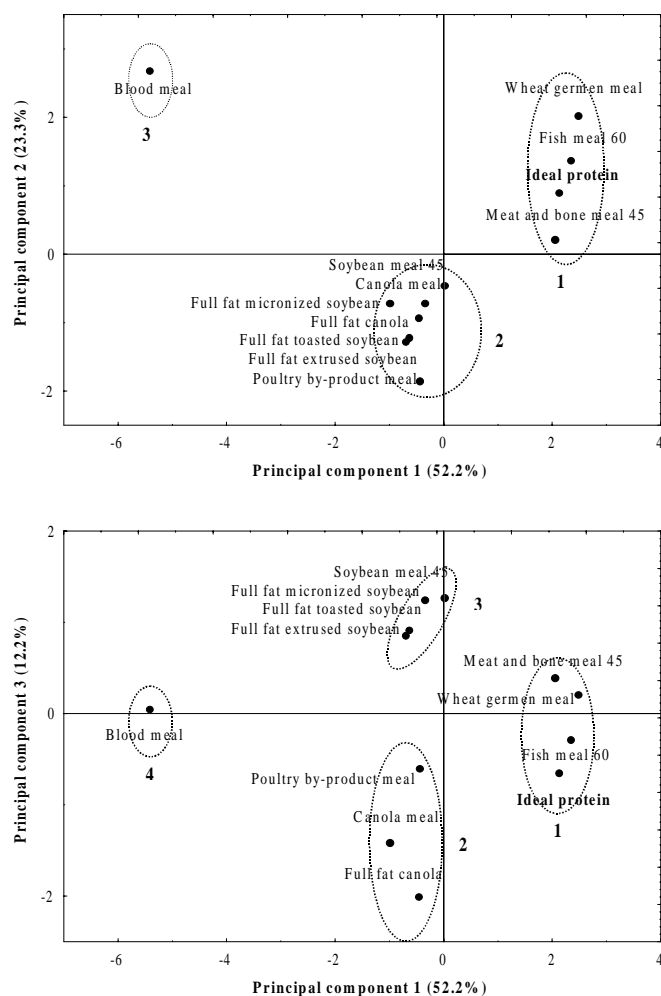 2
0
-2
Principal component 2 (23.3%)
Blood meal
3
Wheat germen meal
Fish meal 60
Ideal protein
Meat and bone meal 45
1
Soybean meal 45
Canola meal
Full fat micronized soybean
Full fat canola
Full fat toasted soybean
2
Full fat extrused soybean
Poultry by-product meal
-6 -4 -2 0 2 4
Principal component 1 (52.2%)
2
0
-2
Principal component 3 (12.2%)
Soybean meal 45
Full fat micronized soybean
3
Full fat toasted soybean
Full fat extrused soybean
Meat and bone meal 45
Wheat germen meal
Blood meal
4
Fish meal 60
Poultry by-product meal
Ideal protein
Canola meal
1
2
Full fat canola
-6 -4 -2 0 2 4
Principal component 1 (52.2%)